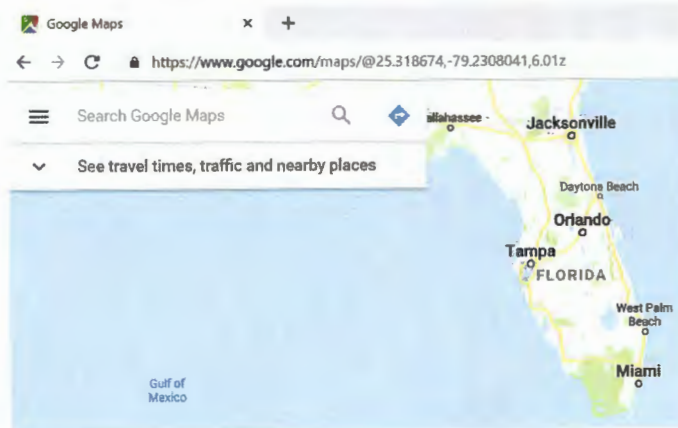 Google Maps × +
← → C https://www.google.com/maps/@25.318674,-79.2308041,6.01z
Search Google Maps
See travel times, traffic and nearby places
allahassee
Jacksonville
Daytona Beach
Orlando
Tampa
FLORIDA
West Palm
Beach
Miami
Gulf of
Mexico